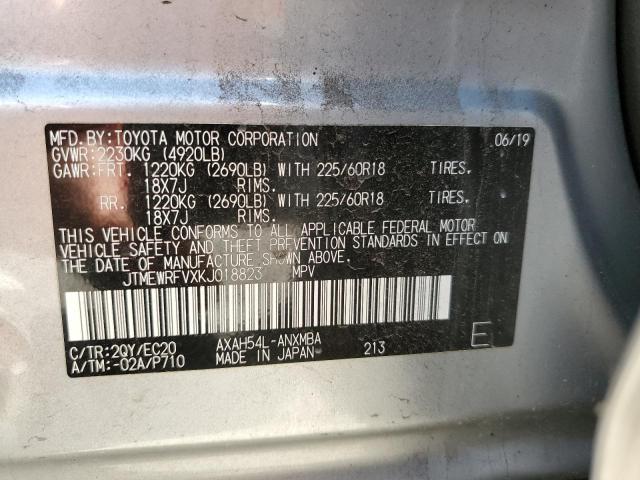 MFD.BY:TOYOTA MOTOR CORPORATION 06/19
GVWR:2230KG (4920LB)
GAWR:FRT. 1220KG (2690LB) WITH 225/60R18 TIRES.
18X7J RIMS.
RR. 1220KG (2690LB) WITH 225/60R18 TIRES.
18X7J RIMS.
THIS VEHICLE CONFORMS TO ALL APPLICABLE FEDERAL MOTOR
VEHICLE SAFETY AND THEFT PREVENTION STANDARDS IN EFFECT ON
THE DATE OF MANUFACTURE SHOWN ABOVE.
JTMEWRFVXKJ018823 MPV
C/TR:2QY/EC20 AXAH54L-ANXMBA
A/TM:-02A/P710 MADE IN JAPAN 213 E